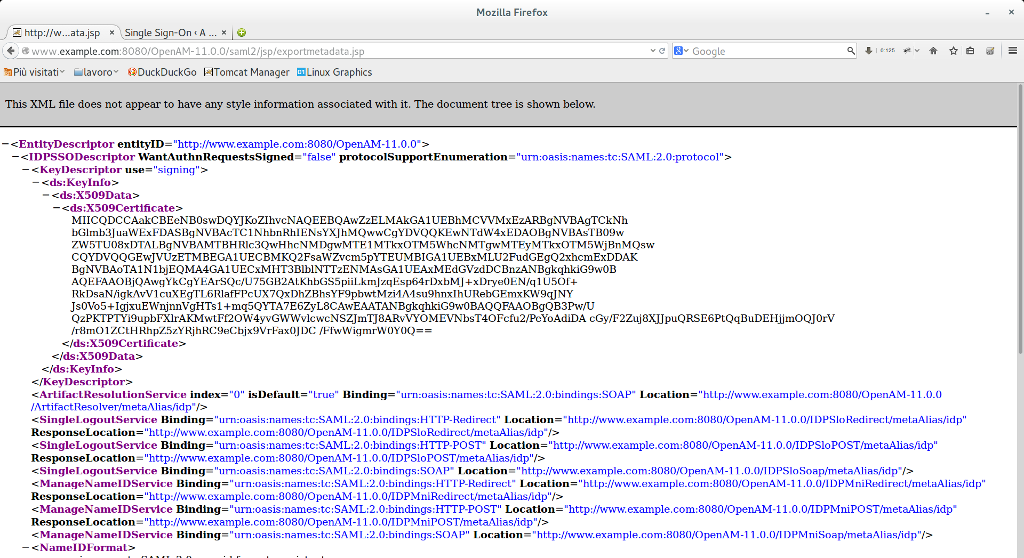 Mozilla Firefox
http://w...ata.jsp × Single Sign-On ‹ A ... ×
www.example.com:8080/OpenAM-11.0.0/saml2/jsp/exportmetadata.jsp Google
Più visitati lavoro DuckDuckGo Tomcat Manager Linux Graphics
This XML file does not appear to have any style information associated with it. The document tree is shown below.
−<EntityDescriptor entityID="http://www.example.com:8080/OpenAM-11.0.0">
−<IDPSSODescriptor WantAuthnRequestsSigned="false" protocolSupportEnumeration="urn:oasis:names:tc:SAML:2.0:protocol">
−<KeyDescriptor use="signing">
−<ds:KeyInfo>
−<ds:X509Data>
−<ds:X509Certificate>
MIICQDCCAakCBEeNB0swDQYJKoZIhvcNAQEEBQAwZzELMAkGA1UEBhMCVVMxEzARBgNVBAgTCkNh
bGlmb3JuaWExFDASBgNVBAcTC1NhbnRhIENsYXJhMQwwCgYDVQQKEwNTdW4xEDAOBgNVBAsTB09w
ZW5TU08xDTALBgNVBAMTBHRlc3QwHhcNMDgwMTE1MTkxOTM5WhcNMTgwMTEyMTkxOTM5WjBnMQsw
CQYDVQQGEwJVUzETMBEGA1UECBMKQ2FsaWZvcm5pYTEUMBIGA1UEBxMLU2FudGEgQ2xhcmExDDAK
BgNVBAoTA1N1bjEQMA4GA1UECxMHT3BlblNTTzENMAsGA1UEAxMEdGVzdDCBnzANBgkqhkiG9w0B
AQEFAAOBjQAwgYkCgYEArSQc/U75GB2AtKhbGS5piiLkmJzqEsp64rDxbMJ+xDrye0EN/q1U5Of+
RkDsaN/igkAvV1cuXEgTL6RlafFPcUX7QxDhZBhsYF9pbwtMzi4A4su9hnxIhURebGEmxKW9qJNY
Js0Vo5+IgjxuEWnjnnVgHTs1+mq5QYTA7E6ZyL8CAwEAATANBgkqhkiG9w0BAQQFAAOBgQB3Pw/U
QzPKTPTYi9upbFXlrAKMwtFf2OW4yvGWWvlcwcNSZJmTJ8ARvVYOMEVNbsT4OFcfu2/PeYoAdiDA cGy/F2Zuj8XJJpuQRSE6PtQqBuDEHjjmOQJ0rV
/r8mO1ZCtHRhpZ5zYRjhRC9eCbjx9VrFax0JDC /FfwWigmrW0Y0Q==
</ds:X509Certificate>
</ds:X509Data>
</ds:KeyInfo>
</KeyDescriptor>
<ArtifactResolutionService index="0" isDefault="true" Binding="urn:oasis:names:tc:SAML:2.0:bindings:SOAP" Location="http://www.example.com:8080/OpenAM-11.0.0
/ArtifactResolver/metaAlias/idp"/>
<SingleLogoutService Binding="urn:oasis:names:tc:SAML:2.0:bindings:HTTP-Redirect" Location="http://www.example.com:8080/OpenAM-11.0.0/IDPSloRedirect/metaAlias/idp"
ResponseLocation="http://www.example.com:8080/OpenAM-11.0.0/IDPSloRedirect/metaAlias/idp"/>
<SingleLogoutService Binding="urn:oasis:names:tc:SAML:2.0:bindings:HTTP-POST" Location="http://www.example.com:8080/OpenAM-11.0.0/IDPSloPOST/metaAlias/idp"
ResponseLocation="http://www.example.com:8080/OpenAM-11.0.0/IDPSloPOST/metaAlias/idp"/>
<SingleLogoutService Binding="urn:oasis:names:tc:SAML:2.0:bindings:SOAP" Location="http://www.example.com:8080/OpenAM-11.0.0/IDPSloSoap/metaAlias/idp"/>
<ManageNameIDService Binding="urn:oasis:names:tc:SAML:2.0:bindings:HTTP-Redirect" Location="http://www.example.com:8080/OpenAM-11.0.0/IDPMniRedirect/metaAlias/idp"
ResponseLocation="http://www.example.com:8080/OpenAM-11.0.0/IDPMniRedirect/metaAlias/idp"/>
<ManageNameIDService Binding="urn:oasis:names:tc:SAML:2.0:bindings:HTTP-POST" Location="http://www.example.com:8080/OpenAM-11.0.0/IDPMniPOST/metaAlias/idp"
ResponseLocation="http://www.example.com:8080/OpenAM-11.0.0/IDPMniPOST/metaAlias/idp"/>
<ManageNameIDService Binding="urn:oasis:names:tc:SAML:2.0:bindings:SOAP" Location="http://www.example.com:8080/OpenAM-11.0.0/IDPMniSoap/metaAlias/idp"/>
−<NameIDFormat>